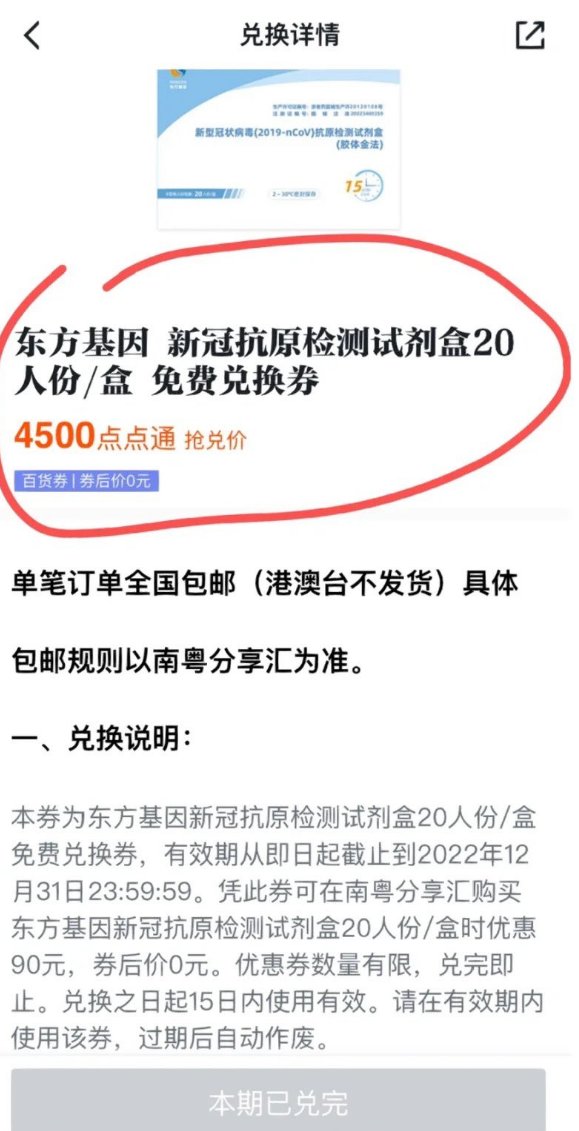 兑换详情
新型冠状病毒(2019-nCoV)抗原检测试剂盒
(胶体金法)
15
东方基因 新冠抗原检测试剂盒20
人份/盒 免费兑换券
4500点点通 抢兑价
百货券 | 券后价0元
单笔订单全国包邮（港澳台不发货）具体
包邮规则以南粤分享汇为准。
一、兑换说明：
本券为东方基因新冠抗原检测试剂盒20人份/盒
免费兑换券，有效期从即日起截止到2022年12
月31日23:59:59。凭此券可在南粤分享汇购买
东方基因新冠抗原检测试剂盒20人份/盒时优惠
90元，券后价0元。优惠券数量有限，兑完即
止。兑换之日起15日内使用有效。请在有效期内
使用该券，过期后自动作废。
本期已兑完